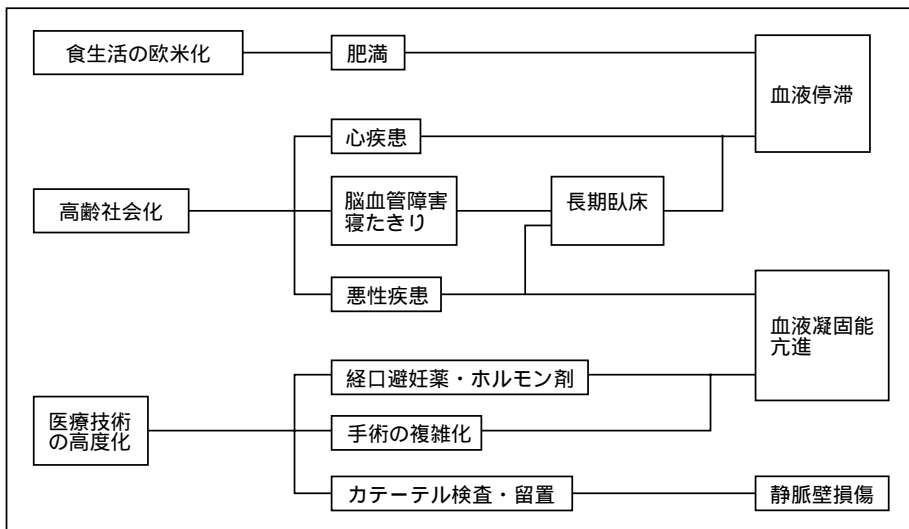 食生活の欧米化
肥満
血液停滞
心疾患
高齢社会化
脳血管障害
寝たきり
長期臥床
悪性疾患
血液凝固能
亢進
経口避妊薬・ホルモン剤
医療技術
の高度化
手術の複雑化
カテーテル検査・留置
静脈壁損傷